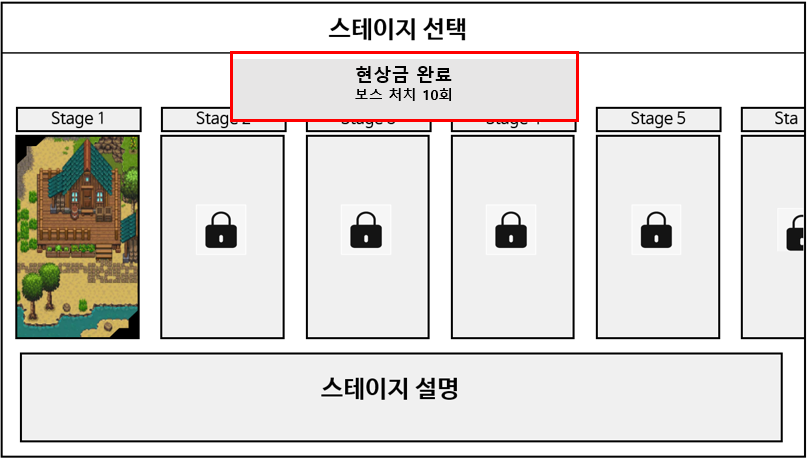 스테이지 선택
현상금 완료
보스 처치 10회
Stage 1
Stage 5
스테이지 설명